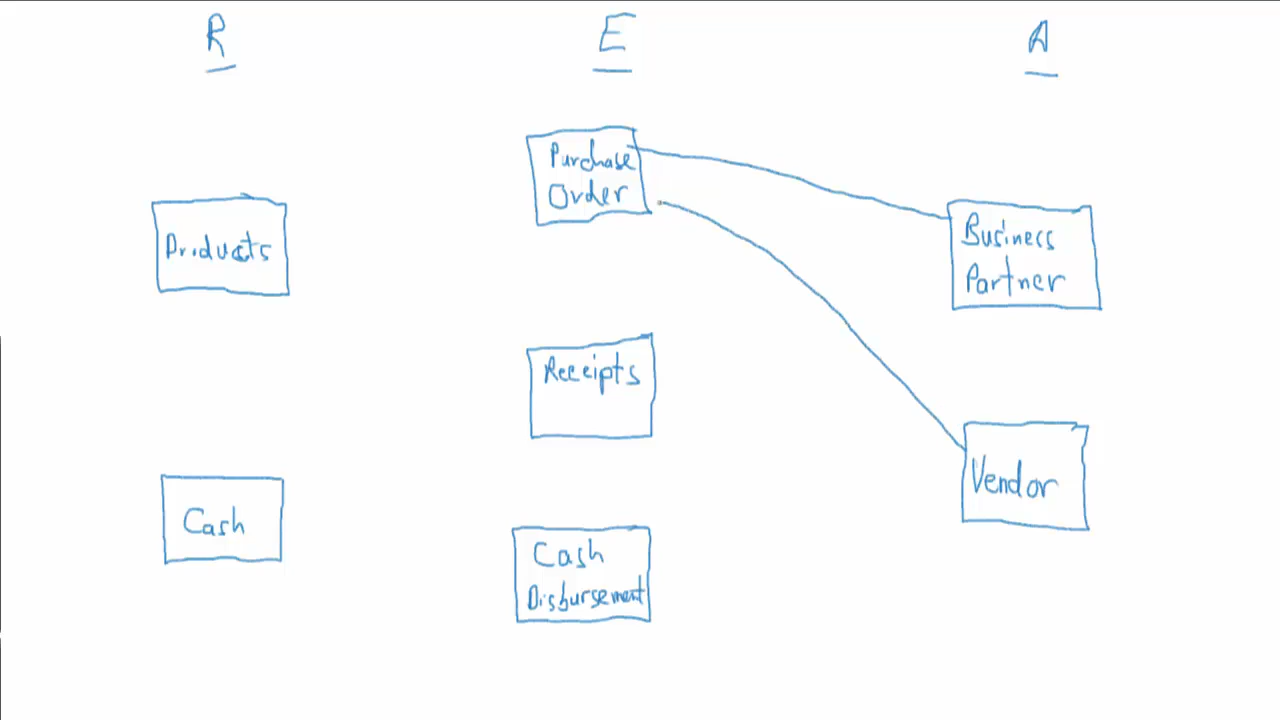 R
E
A
Purchase
Order
Products
Business
Partner
Receipts
Cash
Vendor
Cash
Disbursement